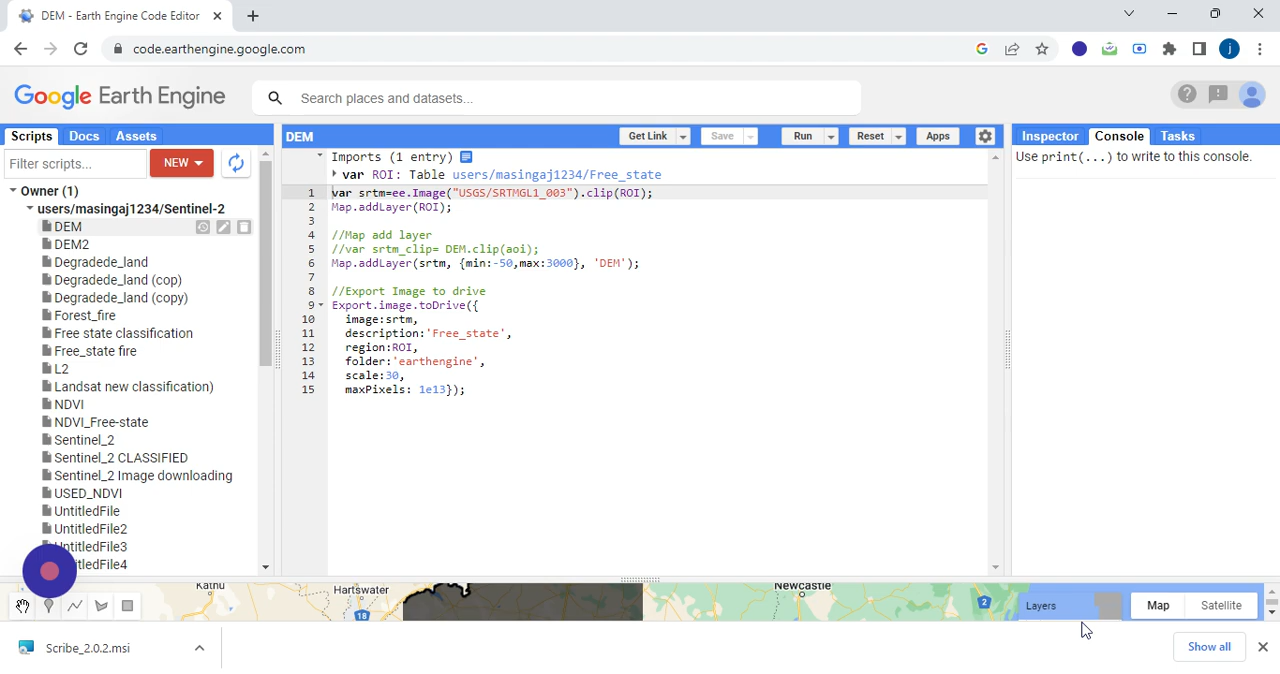 DEM - Earth Engine Code Editor
code.earthengine.google.com
Google Earth Engine
Search places and datasets...
Scripts Docs Assets
Filter scripts...
NEW
Owner (1)
users/masingaj1234/Sentinel-2
DEM
DEM2
Degradede_land
Degradede_land (cop)
Degradede_land (copy)
Forest_fire
Free state classification
Free_state fire
L2
Landsat new classification)
NDVI
NDVI_Free-state
Sentinel_2
Sentinel_2 CLASSIFIED
Sentinel_2 Image downloading
USED_NDVI
UntitledFile
UntitledFile2
ntitledFile3
tledFile4
DEM
Get Link Save Run Reset Apps
Imports (1 entry)
var ROI: Table users/masingaj1234/Free_state
1 var srtm=ee.Image("USGS/SRTMGL1_003").clip(ROI);
2 Map.addLayer(ROI);
3
4 //Map add layer
5 //var srtm_clip= DEM.clip(aoi);
6 Map.addLayer(srtm, {min:-50,max:3000}, 'DEM');
7
8 //Export Image to drive
9 Export.image.toDrive({
10 image:srtm,
11 description:'Free_state',
12 region:ROI,
13 folder:'earthengine',
14 scale:30,
15 maxPixels: 1e13});
Inspector Console Tasks
Use print(...) to write to this console.
Kathu
Hartswater
18
Newcastle
2
Layers
Map Satellite
Scribe_2.0.2.msi
Show all
j